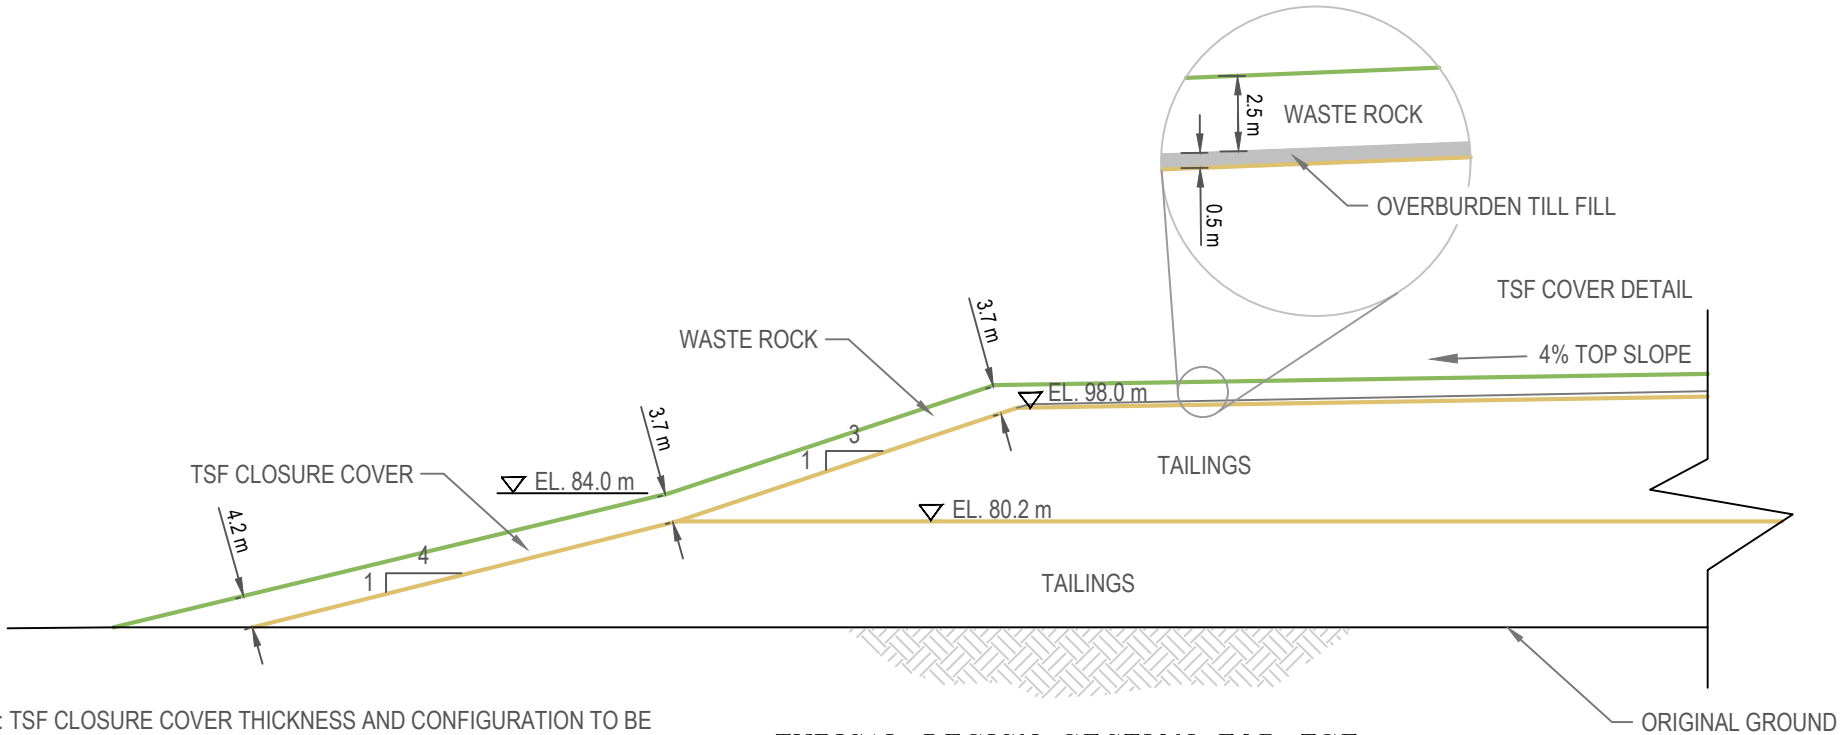 2.5 m
WASTE ROCK
OVERBURDEN TILL FILL
0.5 m
TSF COVER DETAIL
3.7 m
WASTE ROCK
4% TOP SLOPE
EL. 98.0 m
3.7 m
3
1
TAILINGS
TSF CLOSURE COVER
EL. 84.0 m
EL. 80.2 m
4.2 m
4
1
TAILINGS
: TSF CLOSURE COVER THICKNESS AND CONFIGURATION TO BE
ORIGINAL GROUND